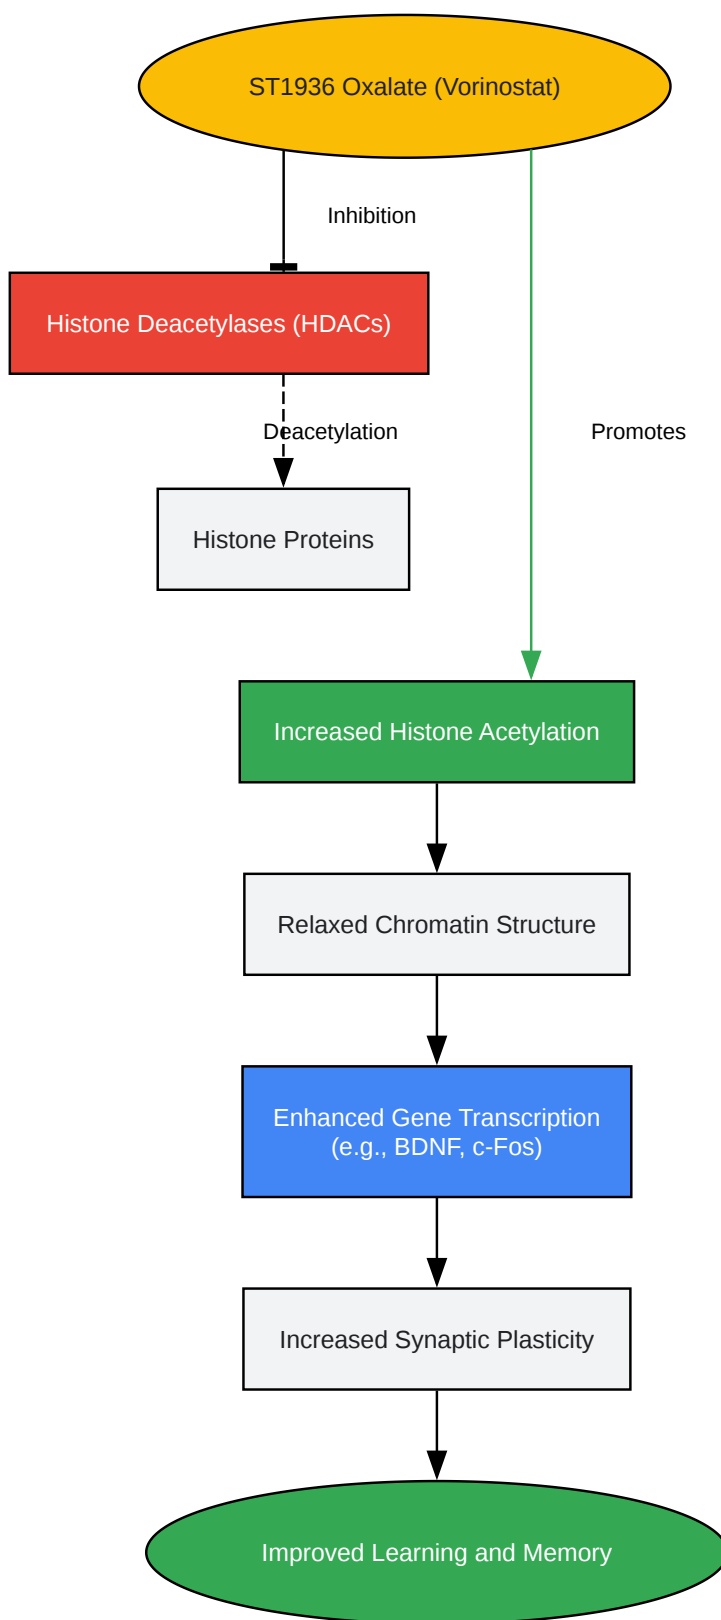 ST1936 Oxalate (Vorinostat)
Inhibition
Histone Deacetylases (HDACs)
Deacetylation
Promotes
Histone Proteins
Increased Histone Acetylation
Relaxed Chromatin Structure
Enhanced Gene Transcription
(e.g., BDNF, c-Fos)
Increased Synaptic Plasticity
Improved Learning and Memory